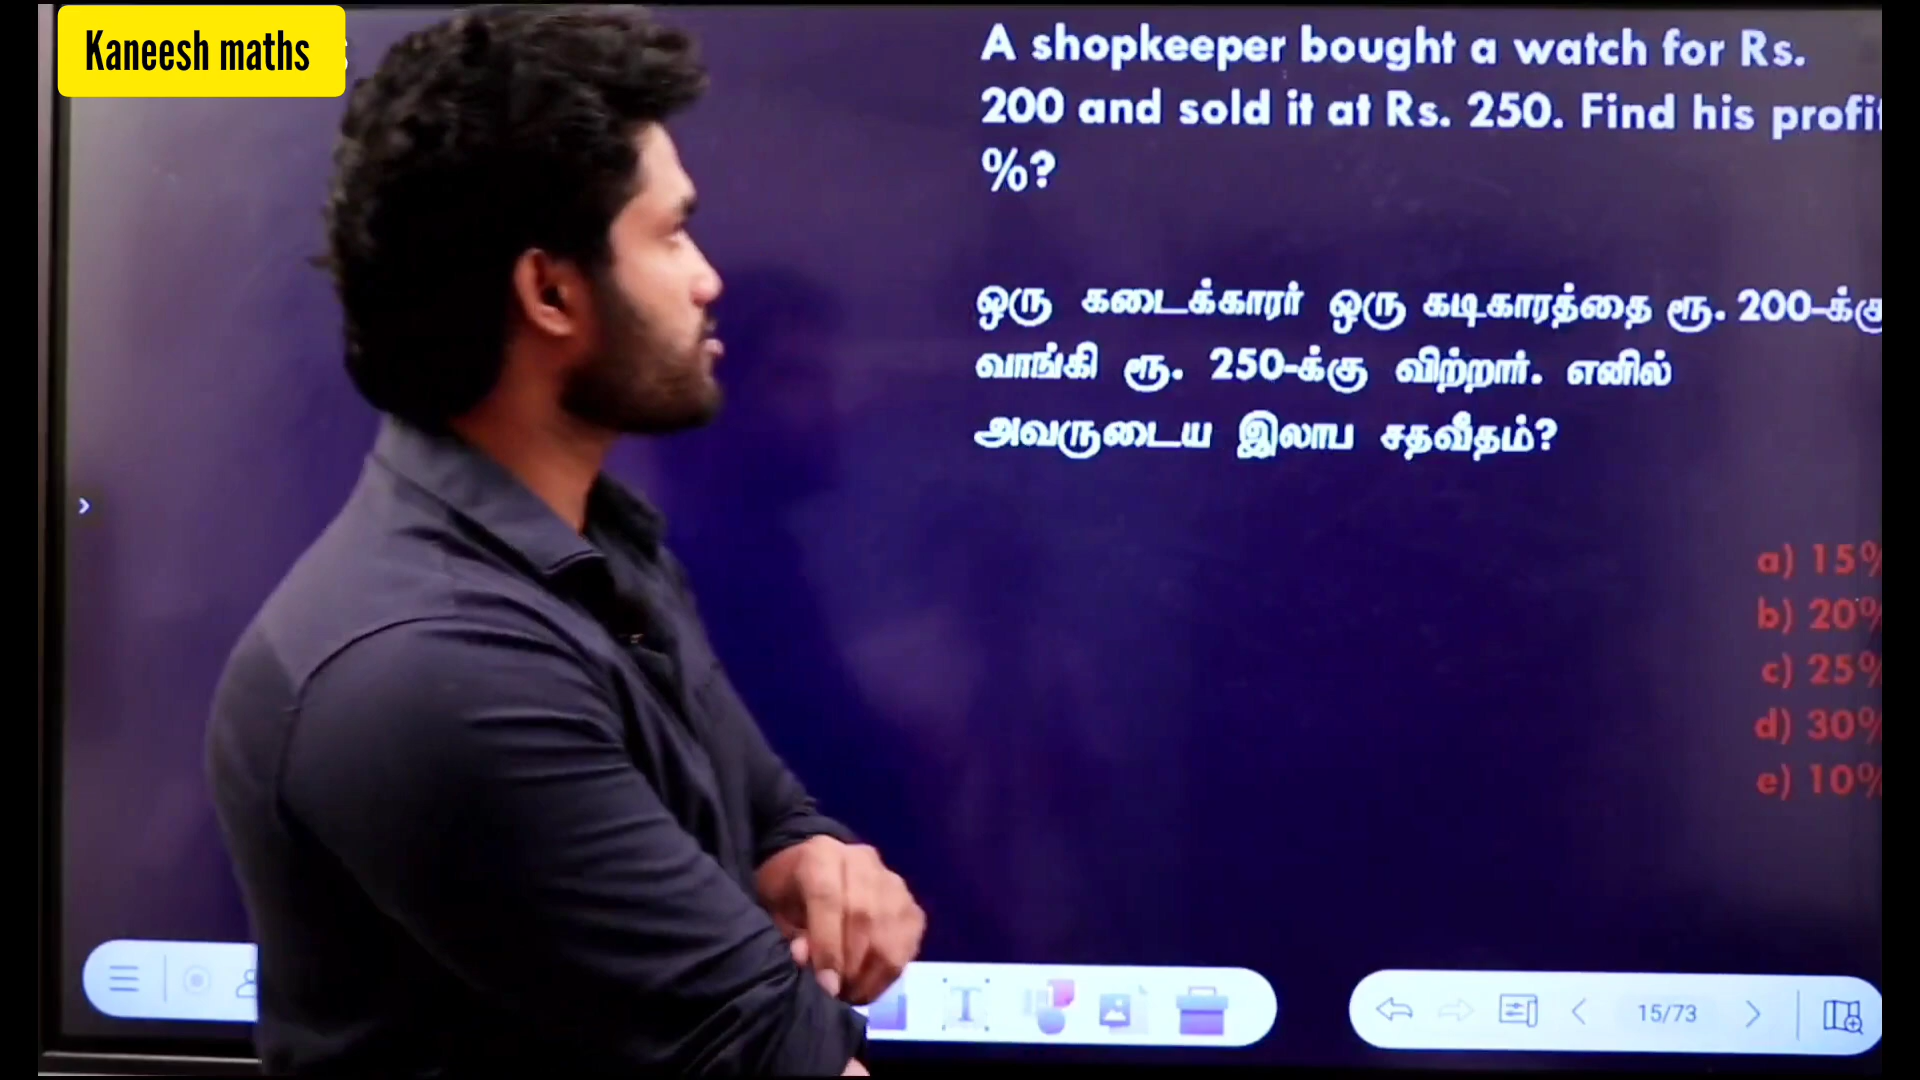 Kaneesh maths
A shopkeeper bought a watch for Rs.
200 and sold it at Rs. 250. Find his profit
%?
ஒரு கடைக்காரர் ஒரு கடிகாரத்தை ரூ. 200-க்கு
வாங்கி ரூ. 250-க்கு விற்றார். எனில்
அவருடைய இலாப சதவீதம்?
a) 15%
b) 20%
c) 25%
d) 30%
e) 10%
15/73